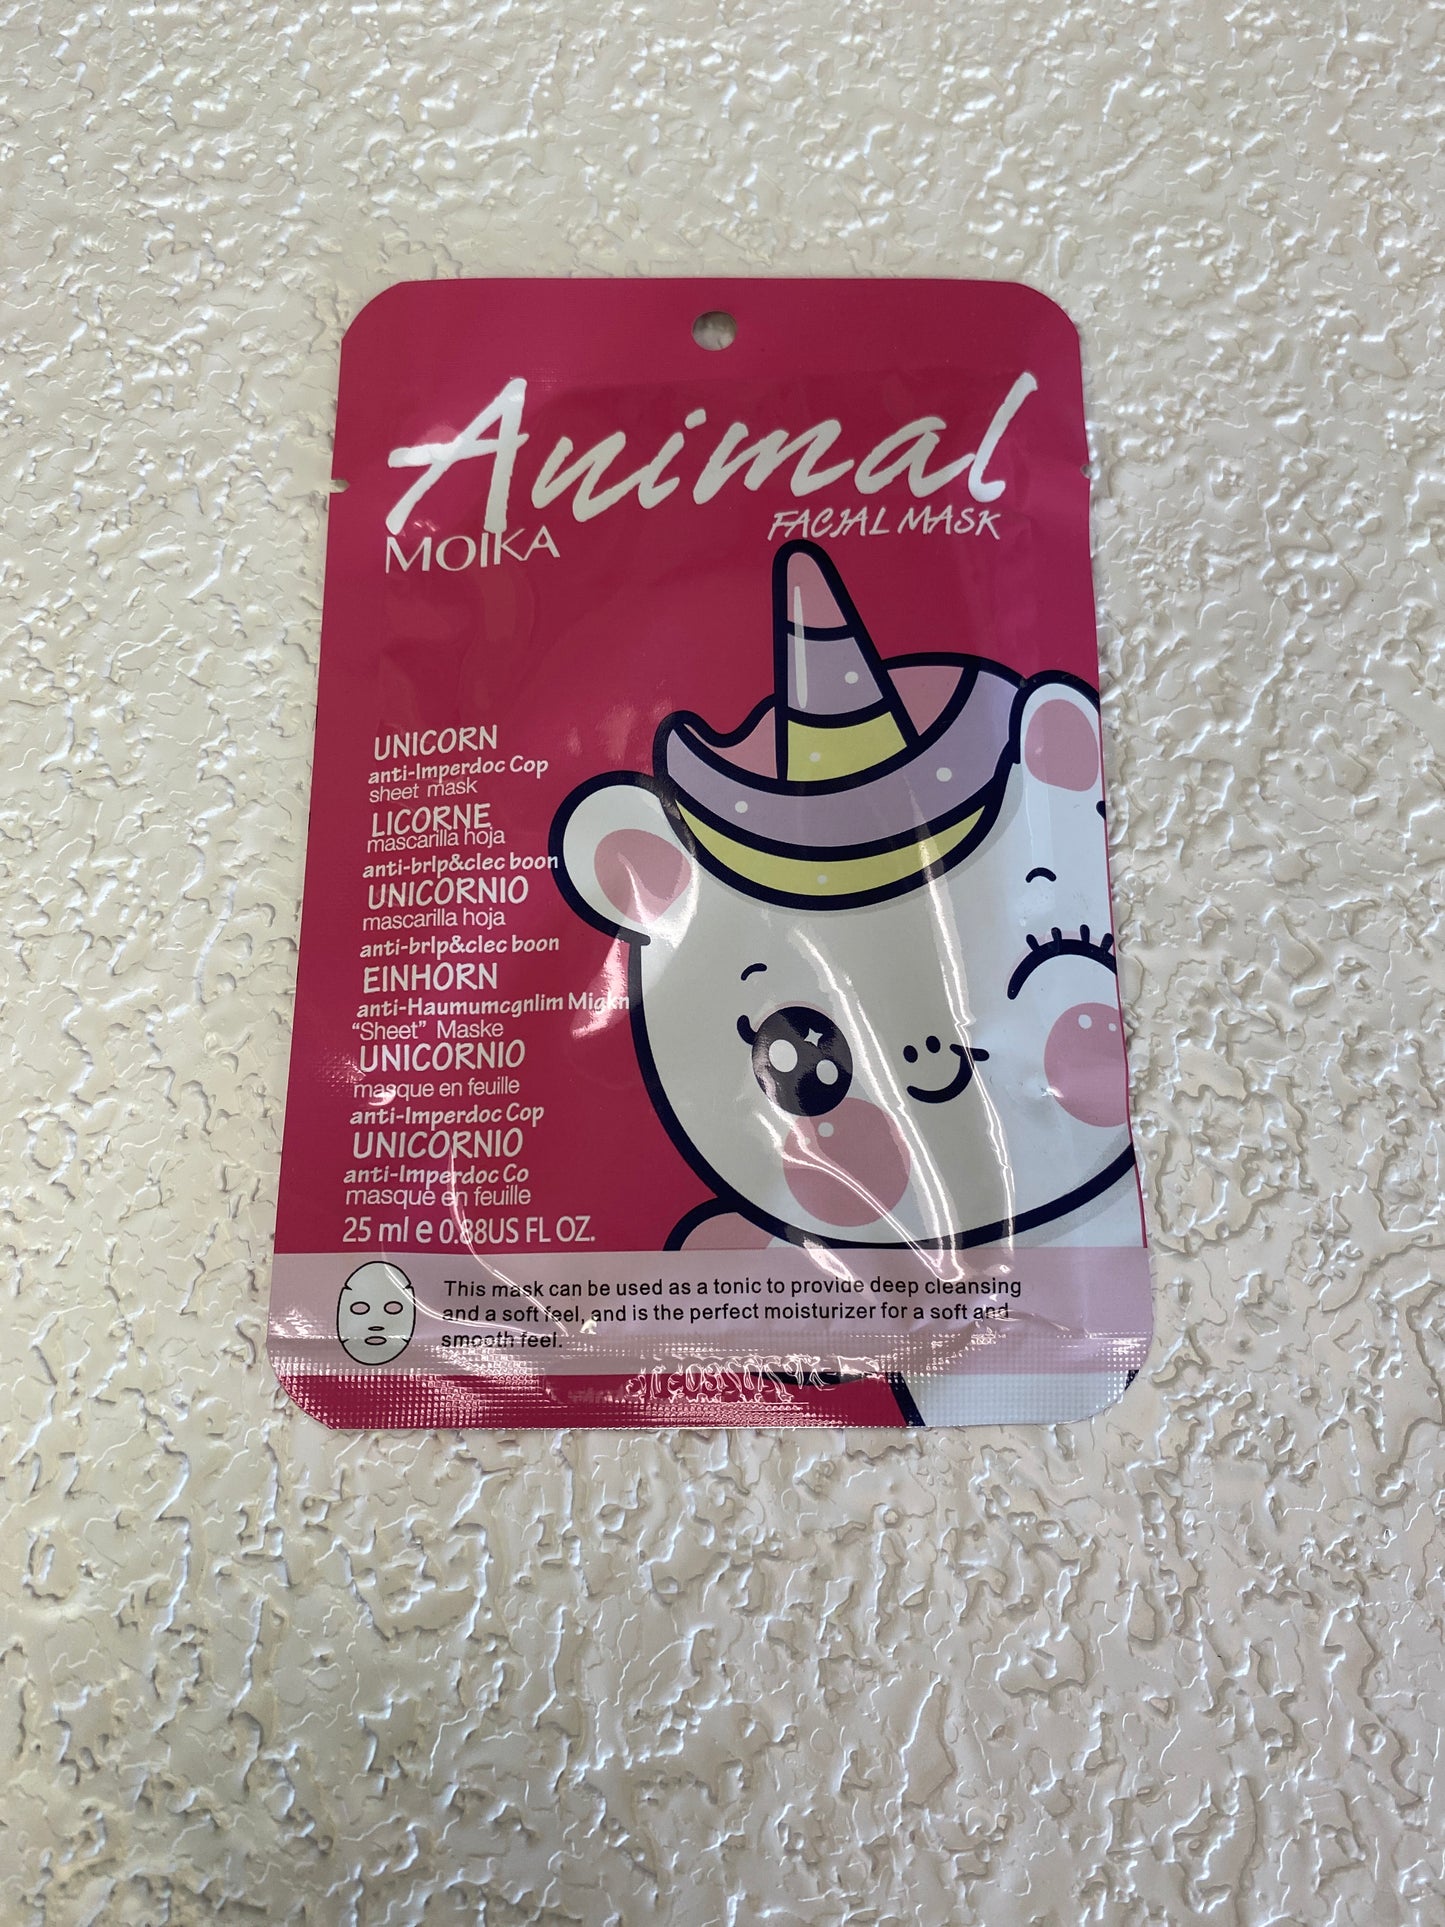 Animal
FACIAL MASK
MOIKA
UNICORN
anti-Imperdoc Cop
sheet mask
LICORNE
mascarilla hoja
anti-brlp&clec boon
UNICORNIO
mascarilla hoja
anti-brlp&clec boon
EINHORN
anti-Haumumcgnlim Migkn
“Sheet” Maske
UNICORNIO
masque en feuille
anti-Imperdoc Cop
UNICORNIO
anti-Imperdoc Co
masque en feuille
25 ml e 0.88US FL OZ.
This mask can be used as a tonic to provide deep cleansing
and a soft feel, and is the perfect moisturizer for a soft and
smooth feel.